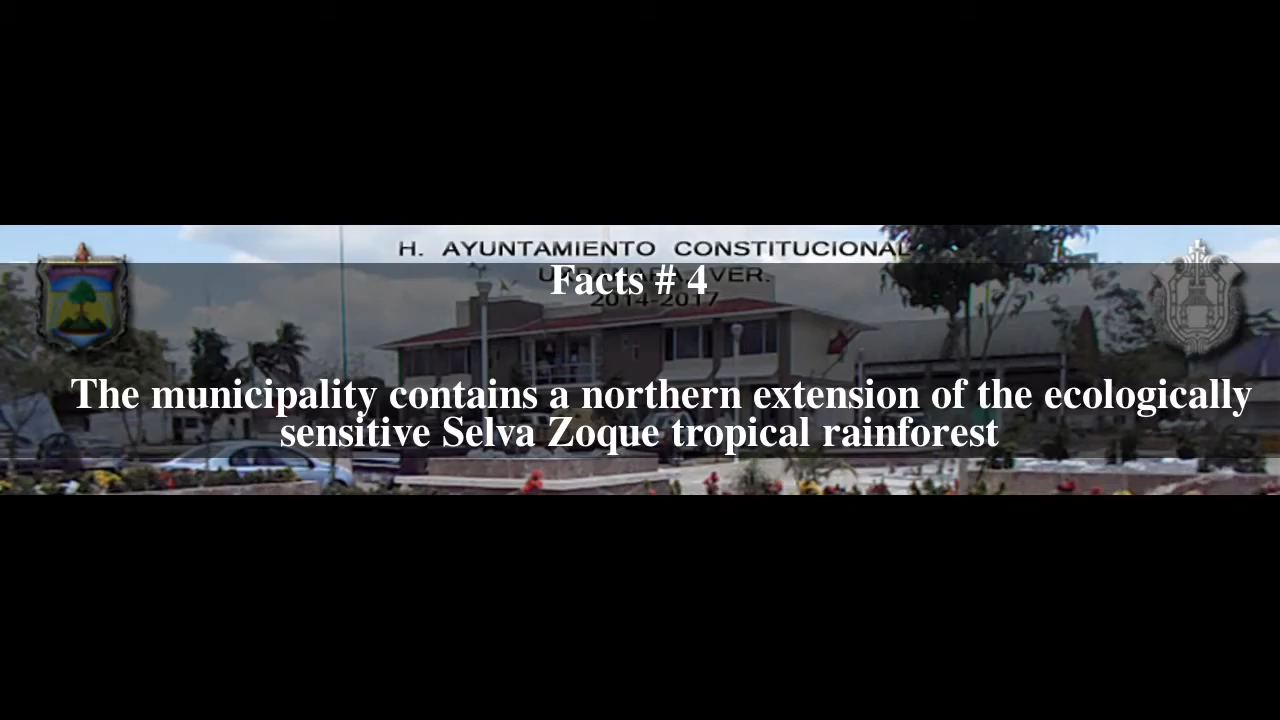 H. AYUNTAMIENTO CONSTITUCIONAL
VER.
Facts # 4
2014-2017
The municipality contains a northern extension of the ecologically
sensitive Selva Zoque tropical rainforest